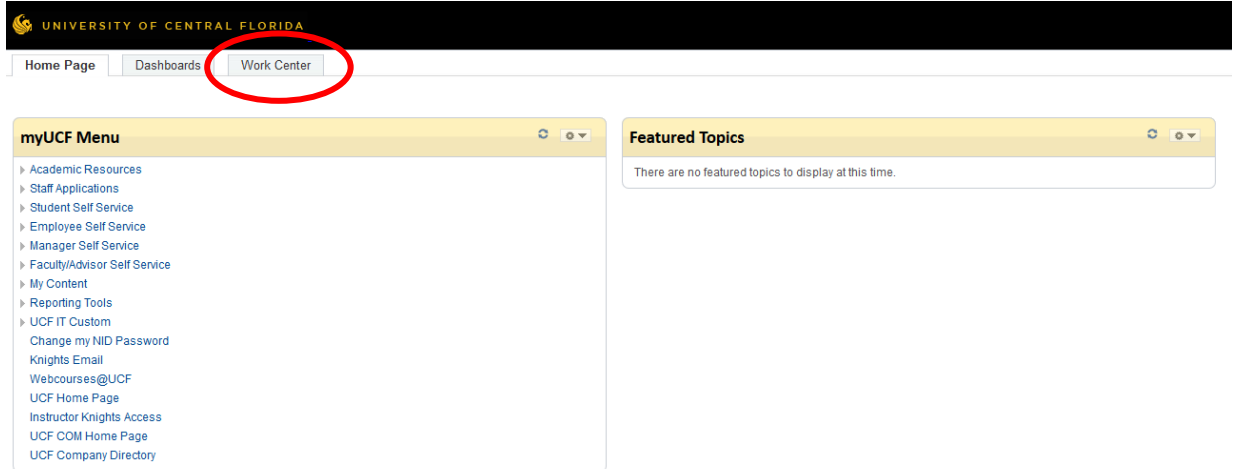 UNIVERSITY OF CENTRAL FLORIDA
Home Page Dashboards Work Center
myUCF Menu
Academic Resources
Staff Applications
Student Self Service
Employee Self Service
Manager Self Service
Faculty/Advisor Self Service
My Content
Reporting Tools
UCF IT Custom
Change my NID Password
Knights Email
Webcourses@UCF
UCF Home Page
Instructor Knights Access
UCF COM Home Page
UCF Company Directory
Featured Topics
There are no featured topics to display at this time.